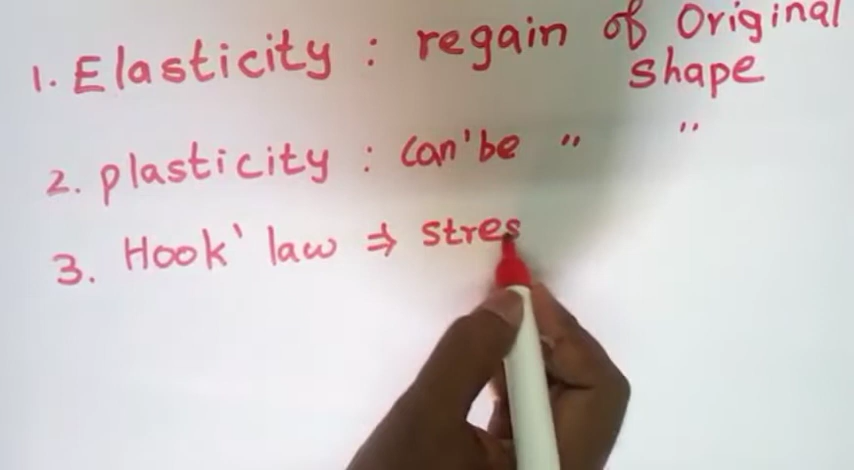 1. Elasticity : regain of Original
shape
2. plasticity : can'be " "
3. Hook' law ⇒ stres